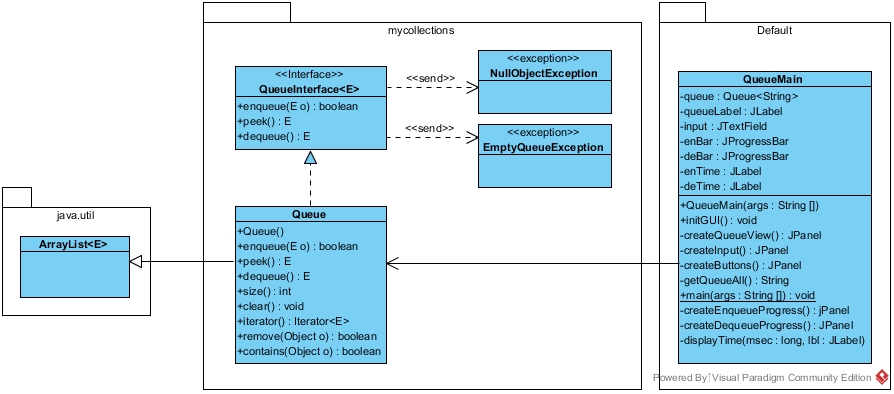 mycollections
<<Interface>>
QueueInterface<E>
+enqueue(E o) : boolean
+peek() : E
+dequeue() : E
<<send>>
<<exception>>
NullObjectException
<<send>>
<<exception>>
EmptyQueueException
Queue
+Queue()
+enqueue(E o) : boolean
+peek() : E
+dequeue() : E
+size() : int
+clear() : void
+iterator() : Iterator<E>
+remove(Object o) : boolean
+contains(Object o) : boolean
java.util
ArrayList<E>
Default
QueueMain
-queue : Queue<String>
-queueLabel : JLabel
-input : JTextField
-enBar : JProgressBar
-deBar : JProgressBar
-enTime : JLabel
-deTime : JLabel
+QueueMain(args : String [])
+initGUI() : void
-createQueueView() : JPanel
-createInput() : JPanel
-createButtons() : JPanel
-getQueueAll() : String
+main(args : String []) : void
-createEnqueueProgress() : jPanel
-createDequeueProgress() : JPanel
-displayTime(msec : long, lbl : JLabel)
Powered By Visual Paradigm Community Edition